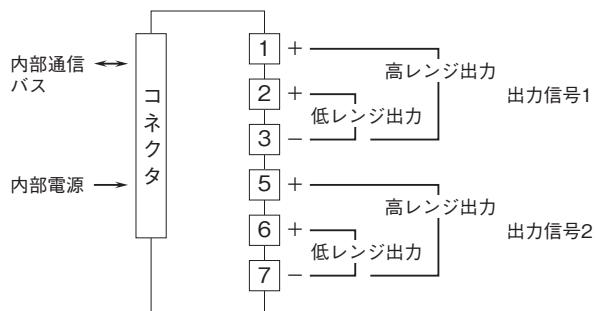 内部通信
バス
コネクタ
内部電源
1 +
2 +
3 −
5 +
6 +
7 −
高レンジ出力
低レンジ出力
出力信号1
高レンジ出力
低レンジ出力
出力信号2